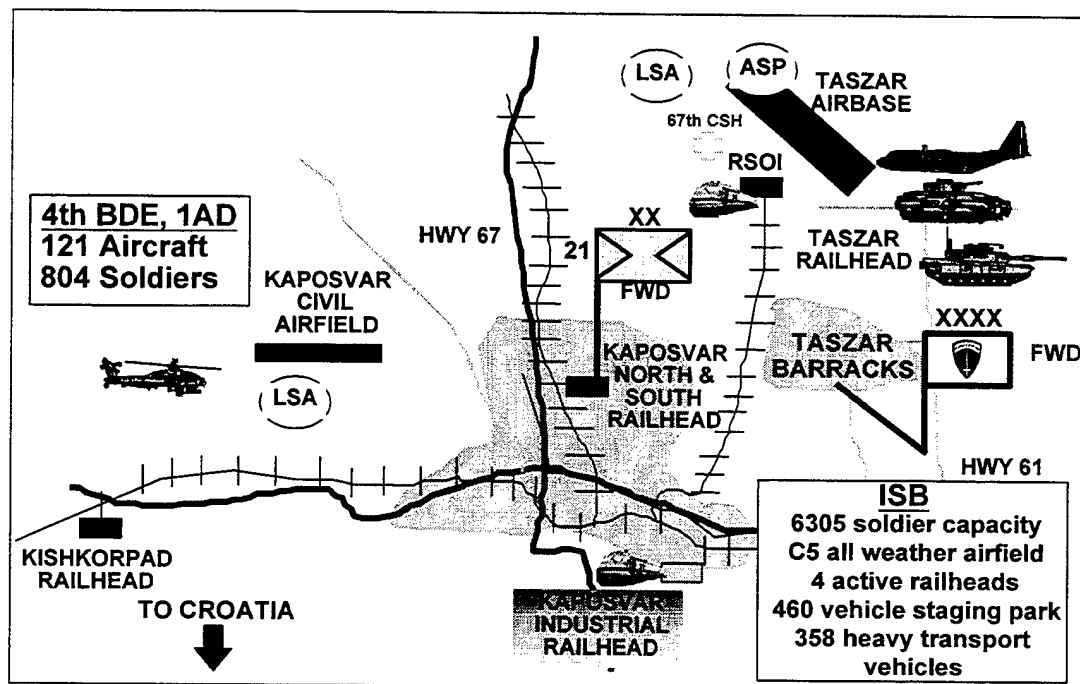 LSA
ASP
TASZAR
AIRBASE
67th CSH
RSOI
4th BDE, 1AD
121 Aircraft
804 Soldiers
HWY 67
XX
21
FWD
TASZAR
RAILHEAD
KAPOSVAR
CIVIL
AIRFIELD
LSA
KAPOSVAR
NORTH &
SOUTH
RAILHEAD
TASZAR
BARRACKS
XXXX
FWD
HWY 61
KISHKORPAD
RAILHEAD
TO CROATIA
KAPOSVAR
INDUSTRIAL
RAILHEAD
ISB
6305 soldier capacity
C5 all weather airfield
4 active railheads
460 vehicle staging park
358 heavy transport
vehicles